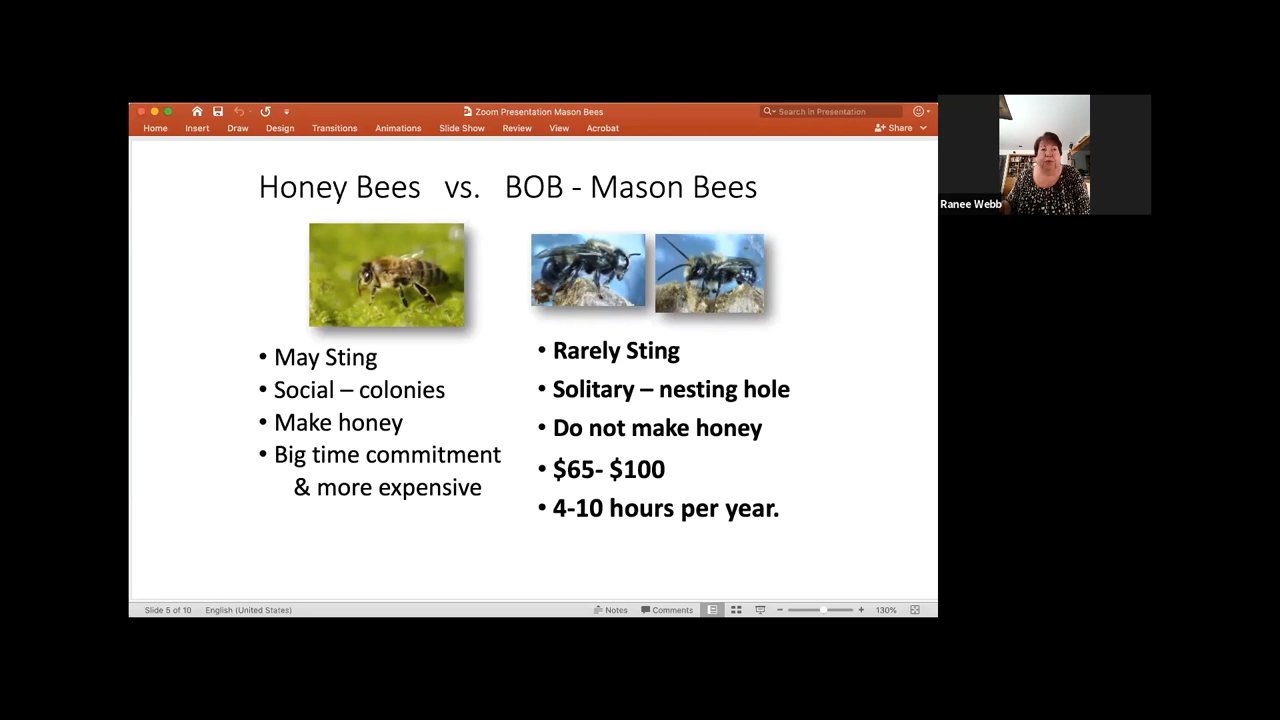 Zoom Presentation Mason Bees
Search in Presentation
Home Insert Draw Design Transitions Animations Slide Show Review View Acrobat
Share
Honey Bees vs. BOB - Mason Bees
• May Sting
• Social – colonies
• Make honey
• Big time commitment
& more expensive
• Rarely Sting
• Solitary – nesting hole
• Do not make honey
• $65- $100
• 4-10 hours per year.
Ranee Webb
Slide 5 of 10 English (United States) Notes Comments 130%